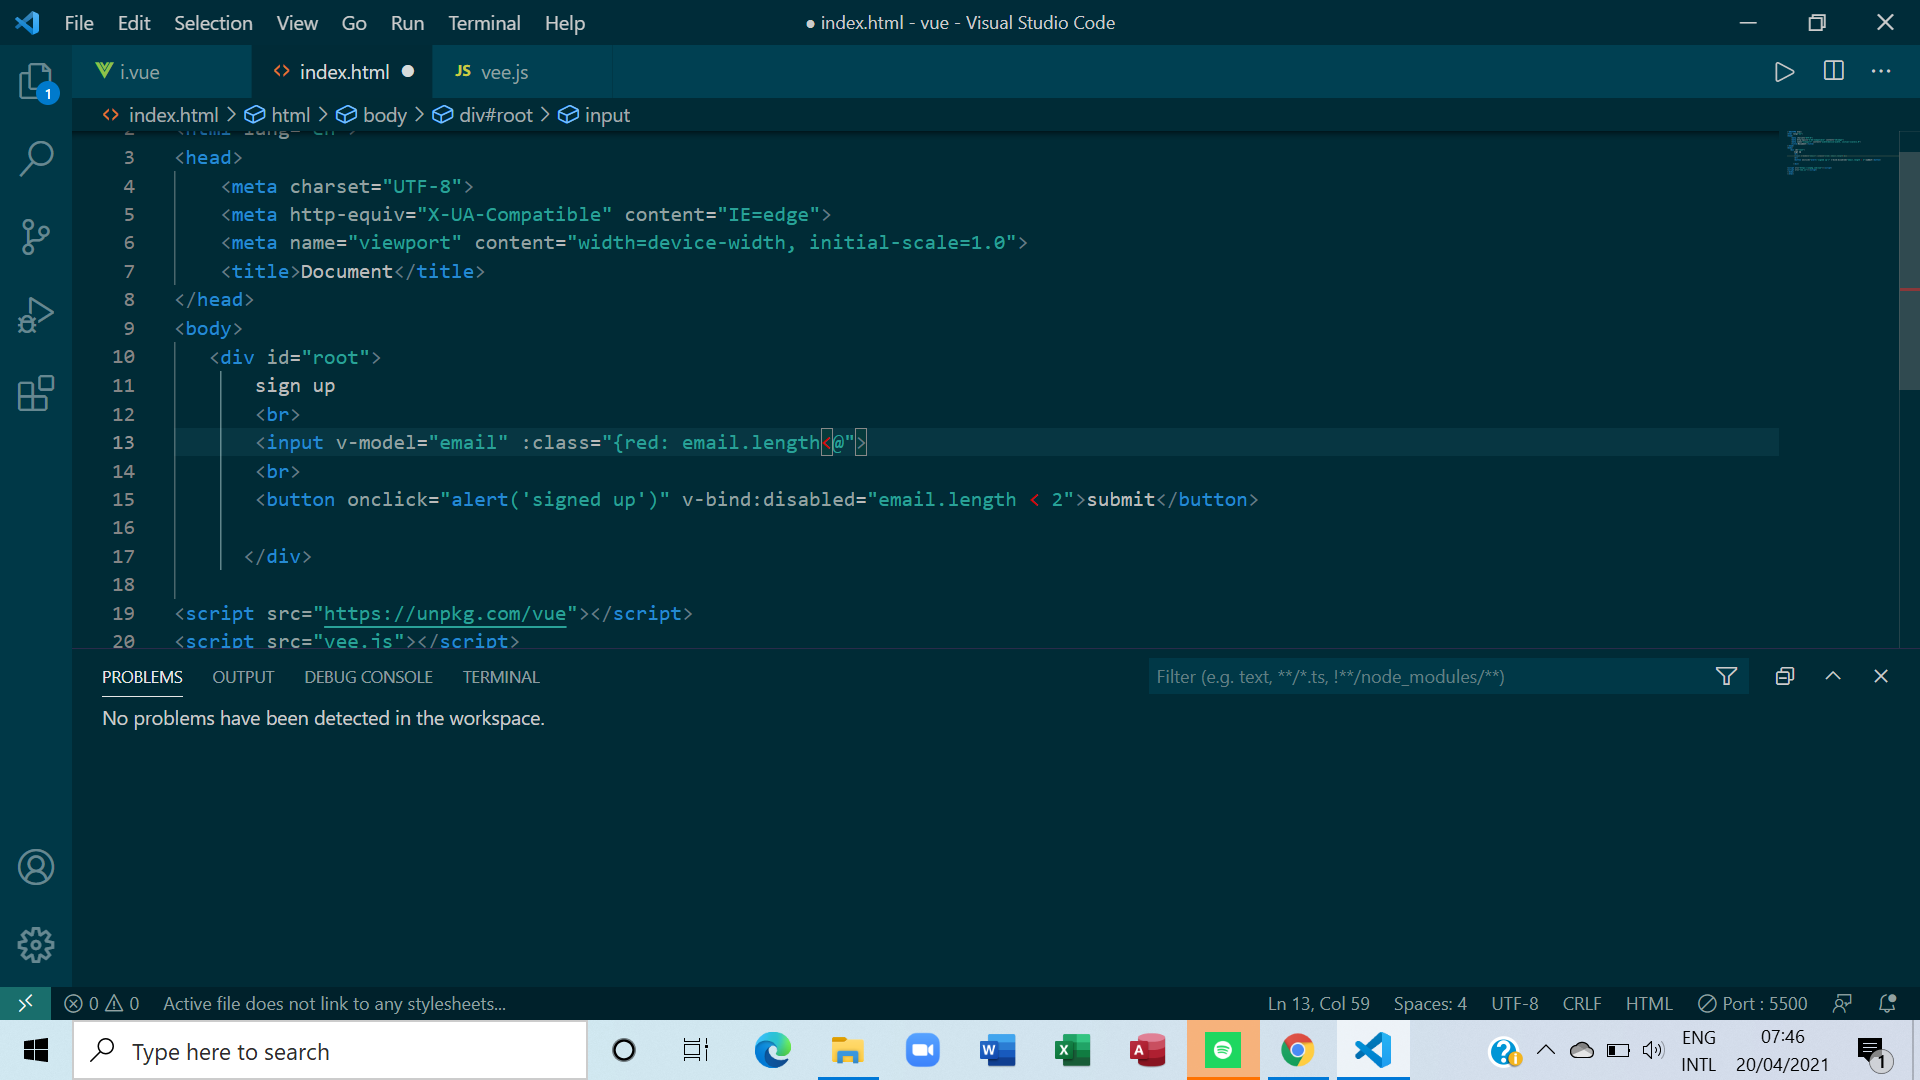 File Edit Selection View Go Run Terminal Help ● index.html - vue - Visual Studio Code
i.vue <> index.html ● JS vee.js
1
<> index.html > html > body > div#root > input
3 <head>
4 <meta charset="UTF-8">
5 <meta http-equiv="X-UA-Compatible" content="IE=edge">
6 <meta name="viewport" content="width=device-width, initial-scale=1.0">
7 <title>Document</title>
8 </head>
9 <body>
10 <div id="root">
11 sign up
12 <br>
13 <input v-model="email" :class="{red: email.length<@">
14 <br>
15 <button onclick="alert('signed up')" v-bind:disabled="email.length < 2">submit</button>
16
17 </div>
18
19 <script src="https://unpkg.com/vue"></script>
20 <script src="vee.js"></script>
PROBLEMS OUTPUT DEBUG CONSOLE TERMINAL Filter (e.g. text, **/*.ts, !**/node_modules/**)
No problems have been detected in the workspace.
0 0 Active file does not link to any stylesheets... Ln 13, Col 59 Spaces: 4 UTF-8 CRLF HTML Port : 5500
Type here to search
ENG 07:46
INTL 20/04/2021
1